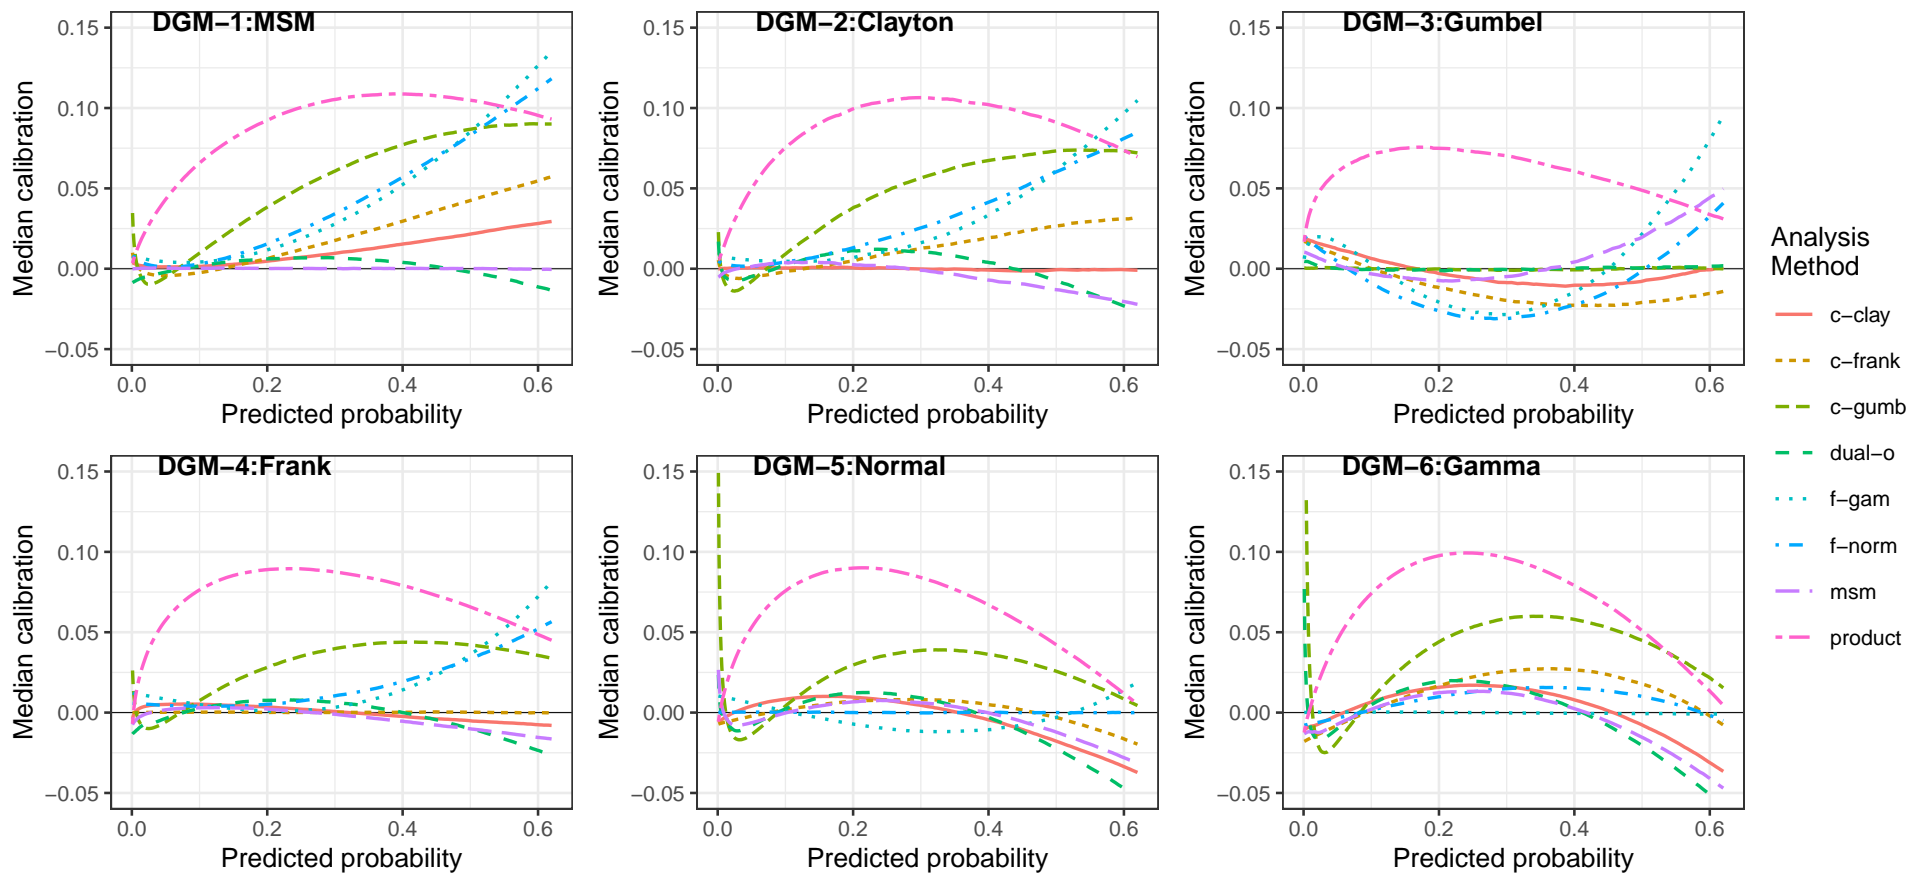 DGM−1:MSM
0.15
0.10
0.05
0.00
−0.05
Median calibration
0.0 0.2 0.4 0.6
Predicted probability
DGM−2:Clayton
0.15
0.10
0.05
0.00
−0.05
Median calibration
0.0 0.2 0.4 0.6
Predicted probability
DGM−3:Gumbel
0.15
0.10
0.05
0.00
−0.05
Median calibration
0.0 0.2 0.4 0.6
Predicted probability
DGM−4:Frank
0.15
0.10
0.05
0.00
−0.05
Median calibration
0.0 0.2 0.4 0.6
Predicted probability
DGM−5:Normal
0.15
0.10
0.05
0.00
−0.05
Median calibration
0.0 0.2 0.4 0.6
Predicted probability
DGM−6:Gamma
0.15
0.10
0.05
0.00
−0.05
Median calibration
0.0 0.2 0.4 0.6
Predicted probability
Analysis
Method
c−clay
c−frank
c−gumb
dual−o
f−gam
f−norm
msm
product